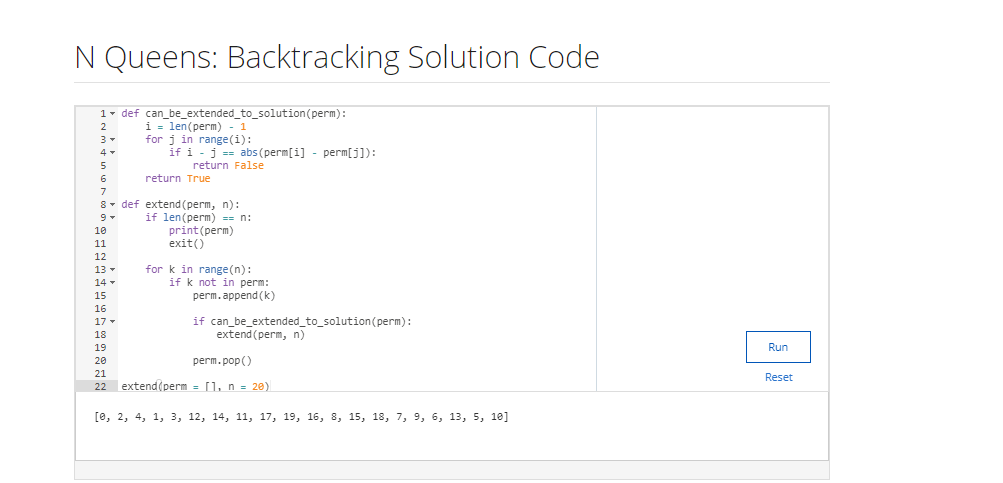 N Queens: Backtracking Solution Code
1 def can_be_extended_to_solution(perm):
2     i = len(perm) - 1
3     for j in range(i):
4         if i - j == abs(perm[i] - perm[j]):
5             return False
6     return True
7
8 def extend(perm, n):
9     if len(perm) == n:
10         print(perm)
11         exit()
12
13     for k in range(n):
14         if k not in perm:
15             perm.append(k)
16
17             if can_be_extended_to_solution(perm):
18                 extend(perm, n)
19
20             perm.pop()
21
22 extend(perm = [], n = 20)
Run
Reset
[0, 2, 4, 1, 3, 12, 14, 11, 17, 19, 16, 8, 15, 18, 7, 9, 6, 13, 5, 10]